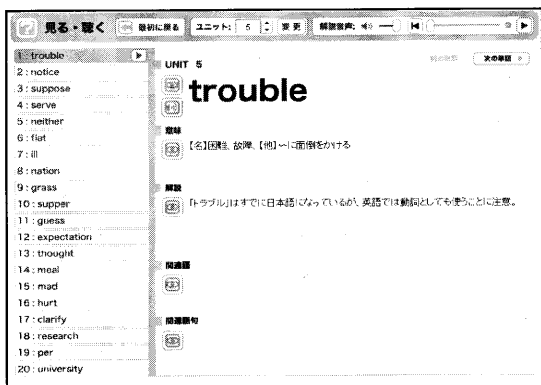 見る・聴く
最初に戻る
ユニット: 5
変更
解説音声:
次の単語
1 : trouble
2 : notice
3 : suppose
4 : serve
5 : neither
6 : flat
7 : ill
8 : nation
9 : grass
10 : supper
11 : guess
12 : expectation
13 : thought
14 : meal
15 : mad
16 : hurt
17 : clarify
18 : research
19 : per
20 : university
UNIT 5
trouble
意味
【名】困難、故障、【他】〜に面倒をかける
解説
「トラブル」はすでに日本語になっているが、英語では動詞としても使うことに注意。
関連語
関連語句